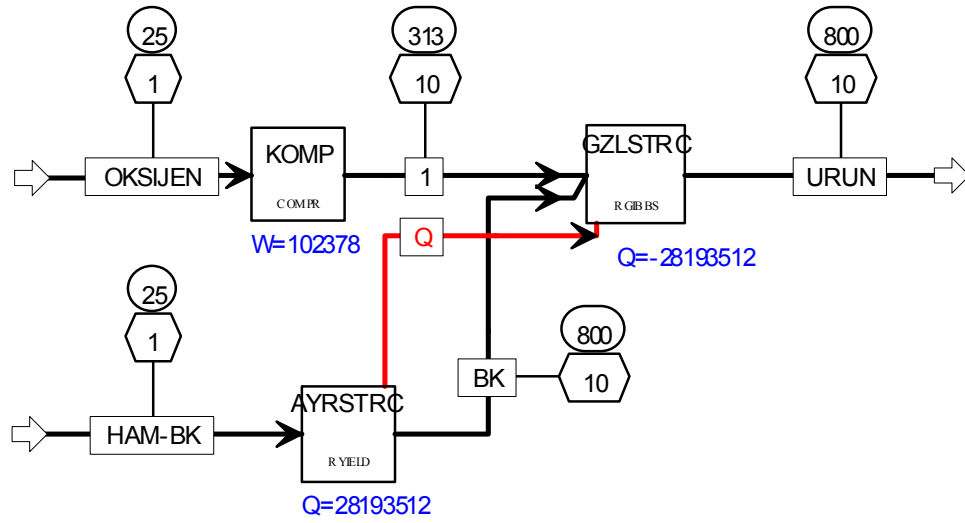 25
1
OKSIJEN
KOMP
COMPR
W=102378
313
10
1
GZLSTRC
RGIBBS
Q=-28193512
800
10
URUN
Q
25
1
HAM-BK
AYRSTRC
RYIELD
Q=28193512
BK
800
10